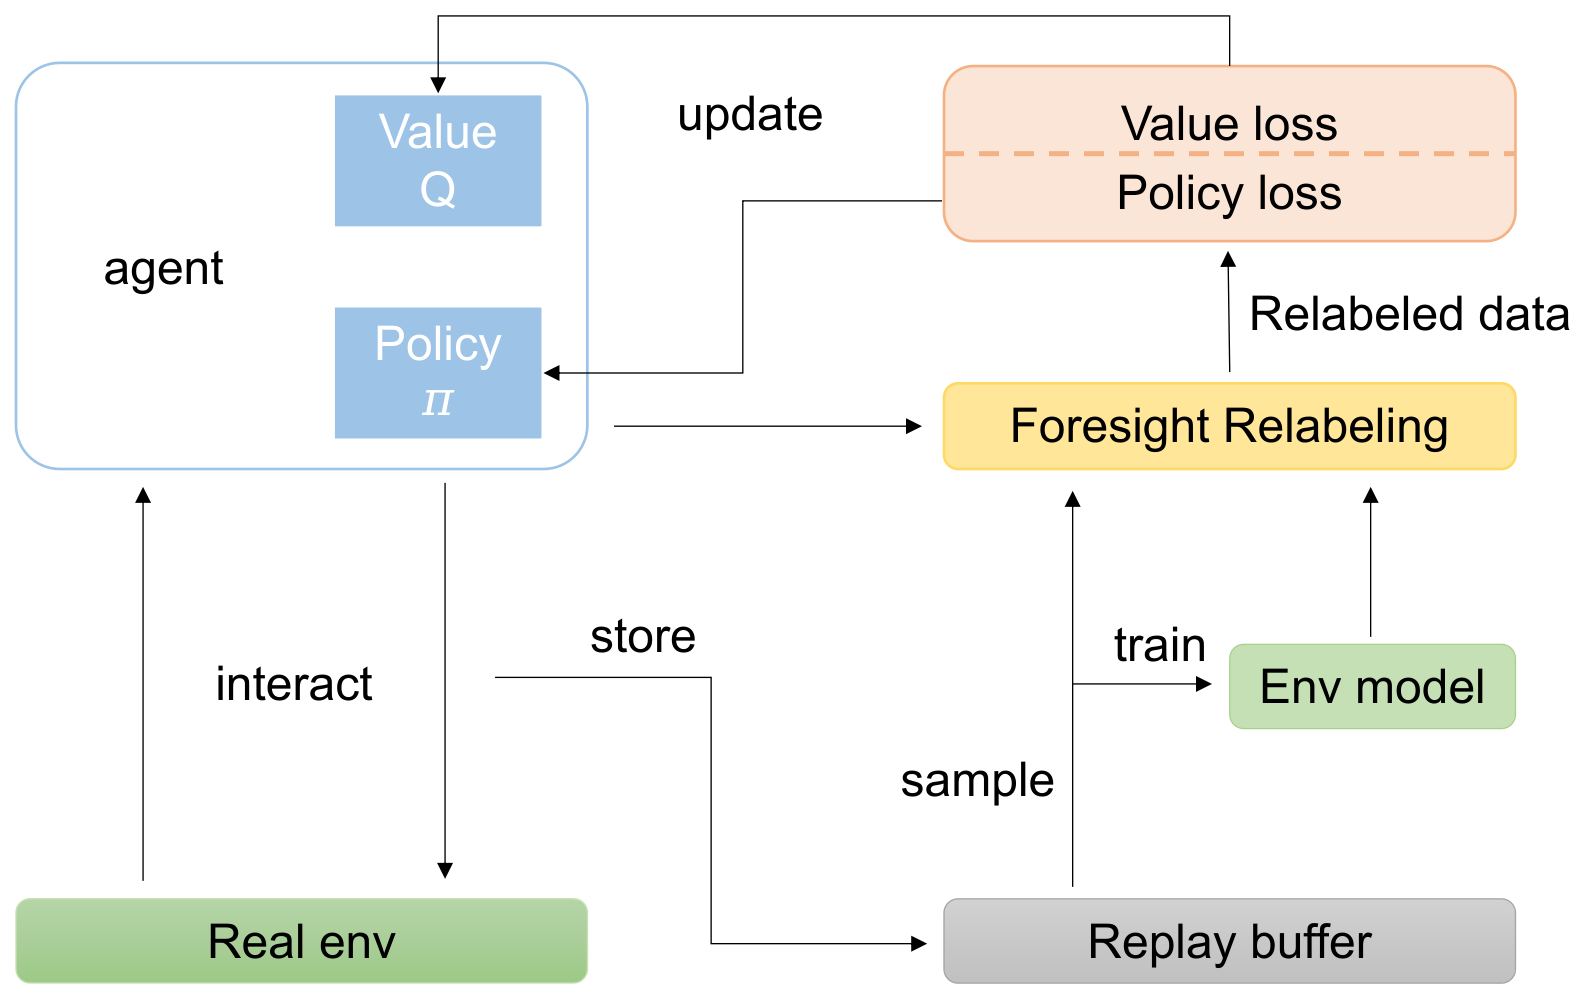 Value
Q
agent
Policy
π
update
Value loss
Policy loss
Relabeled data
Foresight Relabeling
interact
store
train
Env model
sample
Real env
Replay buffer